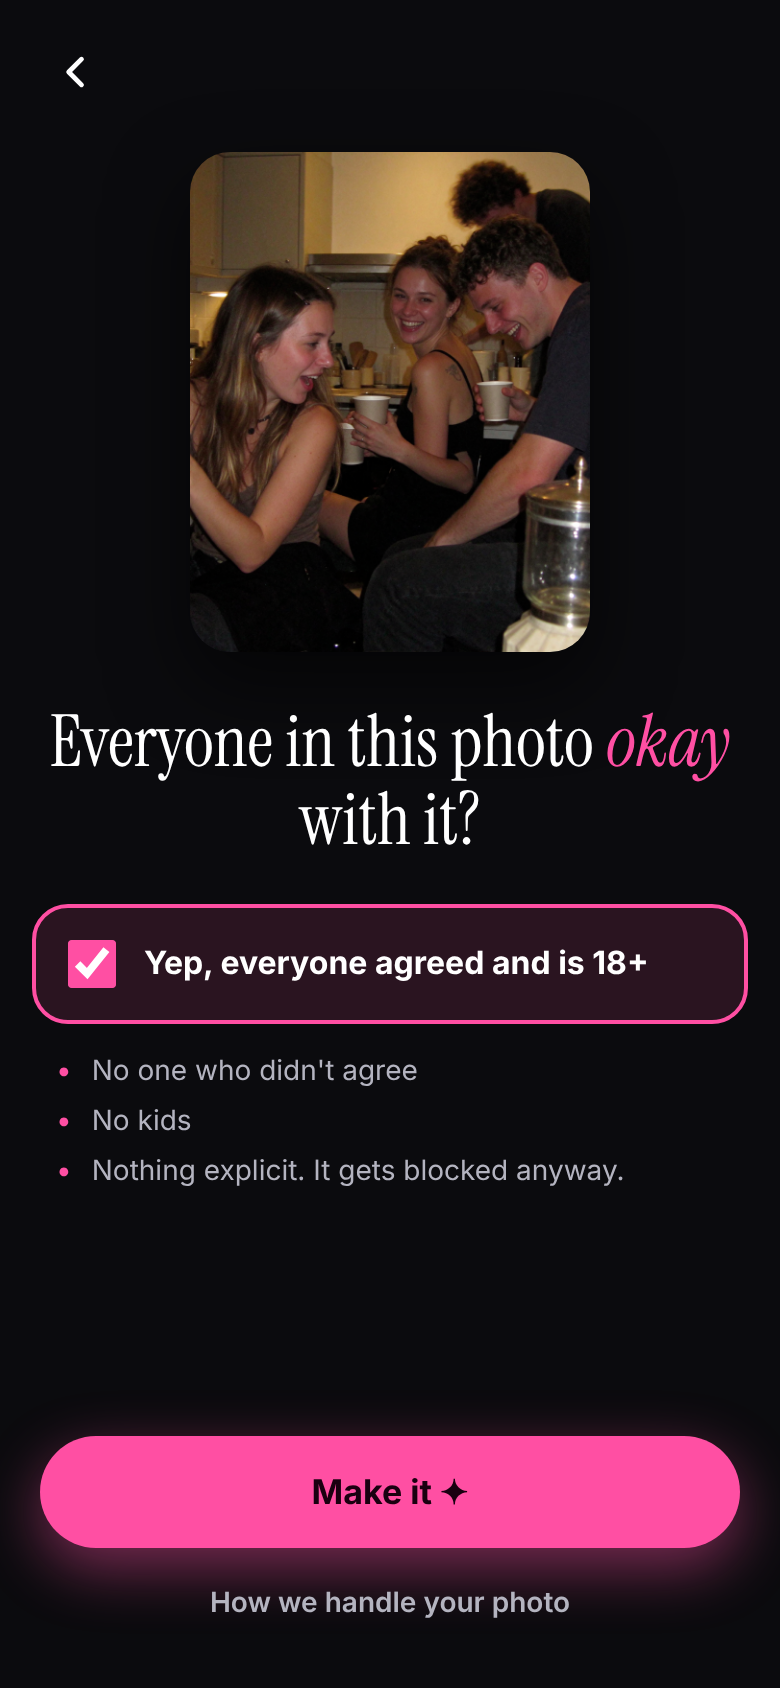 Everyone in this photo okay
with it?
Yep, everyone agreed and is 18+
No one who didn't agree
No kids
Nothing explicit. It gets blocked anyway.
Make it ✦
How we handle your photo